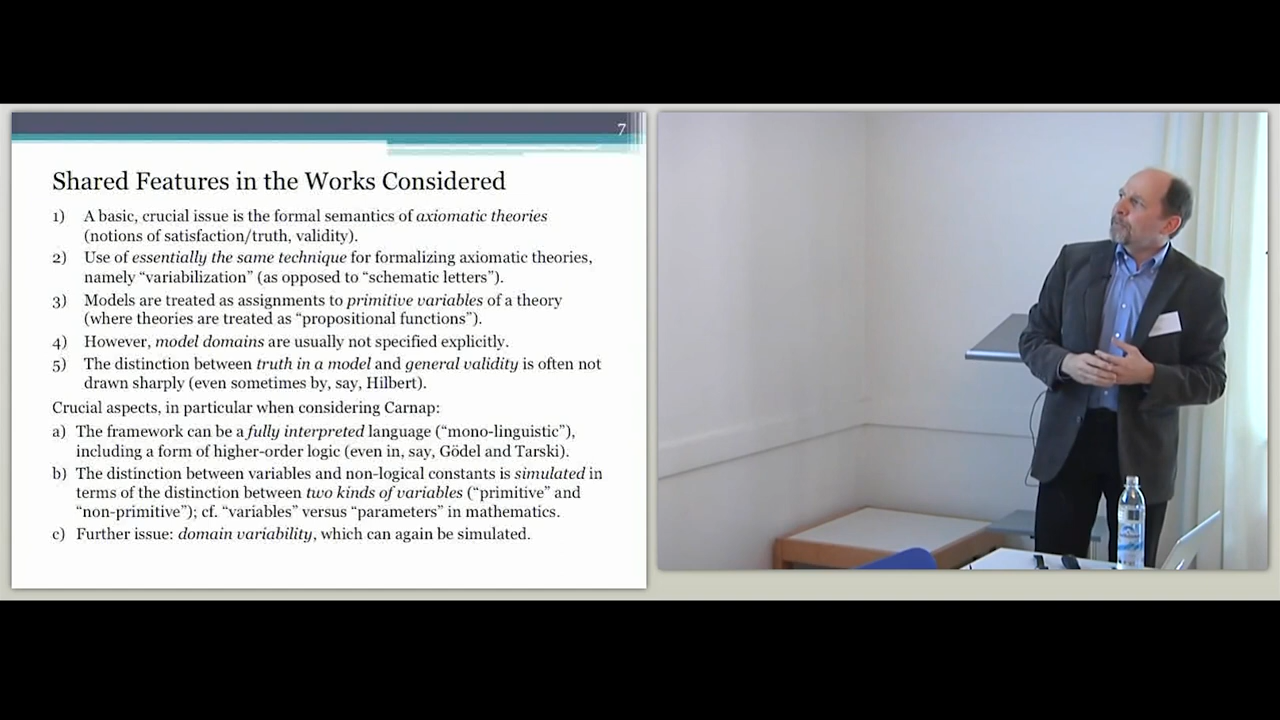 7
Shared Features in the Works Considered
1) A basic, crucial issue is the formal semantics of axiomatic theories
(notions of satisfaction/truth, validity).
2) Use of essentially the same technique for formalizing axiomatic theories,
namely “variabilization” (as opposed to “schematic letters”).
3) Models are treated as assignments to primitive variables of a theory
(where theories are treated as “propositional functions”).
4) However, model domains are usually not specified explicitly.
5) The distinction between truth in a model and general validity is often not
drawn sharply (even sometimes by, say, Hilbert).
Crucial aspects, in particular when considering Carnap:
a) The framework can be a fully interpreted language (“mono-linguistic”),
including a form of higher-order logic (even in, say, Gödel and Tarski).
b) The distinction between variables and non-logical constants is simulated in
terms of the distinction between two kinds of variables (“primitive” and
“non-primitive”); cf. “variables” versus “parameters” in mathematics.
c) Further issue: domain variability, which can again be simulated.